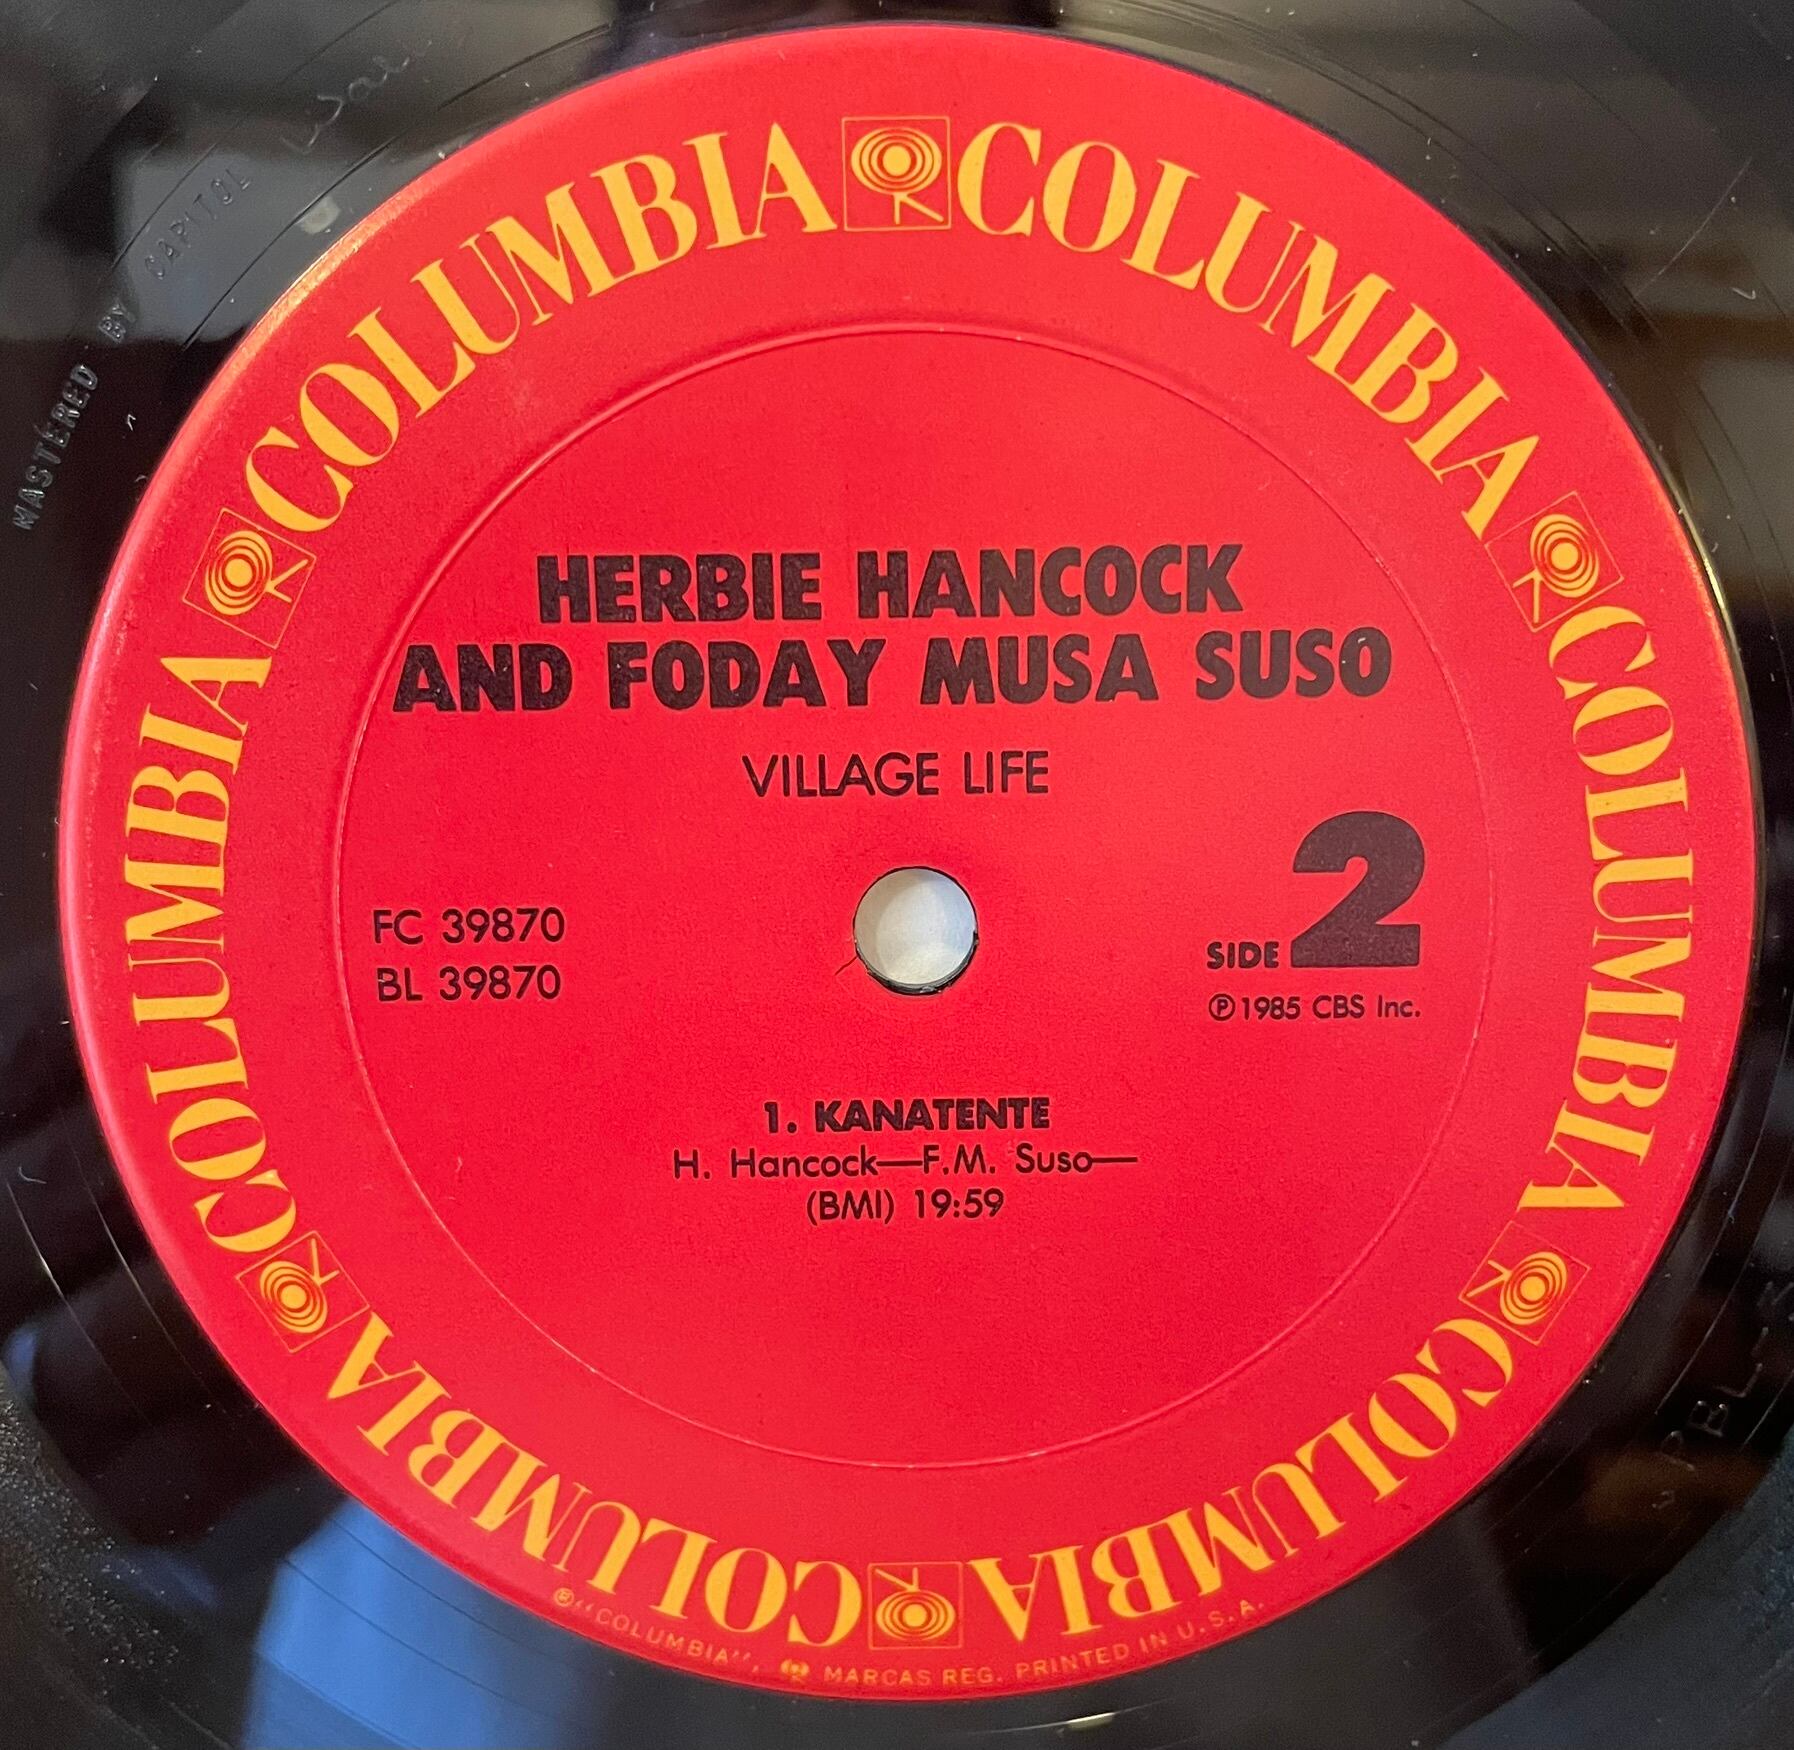 COLUMBIA COLUMBIA COLUMBIA COLUMBIA COLUMBIA COLUMBIA
HERBIE HANCOCK
AND FODAY MUSA SUSO
VILLAGE LIFE
FC 39870
BL 39870
SIDE 2
℗1985 CBS Inc.
1. KANATENTE
H. Hancock—F.M. Suso—
(BMI) 19:59
®"COLUMBIA", MARCAS REG. PRINTED IN U.S.A.
MASTERED BY CAPITOL